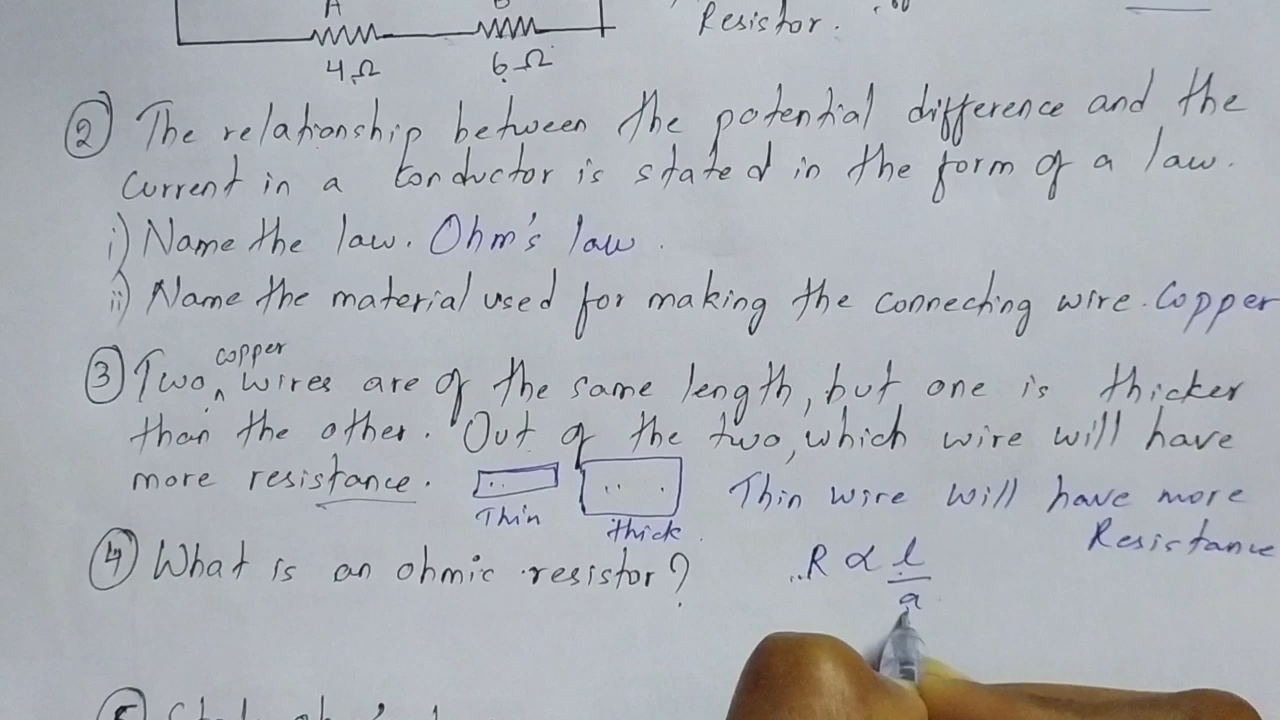 A
4Ω
6Ω
Resistor.
② The relationship between the potential difference and the
current in a conductor is stated in the form of a law.
i) Name the law. Ohm's law.
ii) Name the material used for making the connecting wire. Copper
③ Two copper wires are of the same length, but one is thicker
than the other. Out of the two, which wire will have
more resistance.
Thin
thick.
Thin wire will have more
Resistance
④ What is an ohmic resistor?
R ∝ l/a